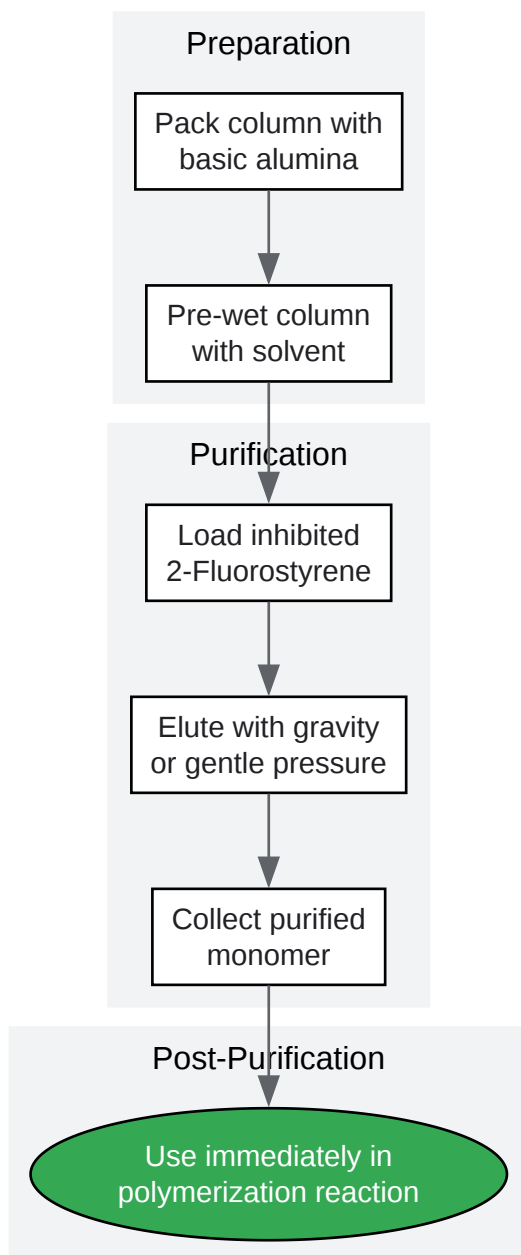 Preparation
Pack column with
basic alumina
Pre-wet column
with solvent
Purification
Load inhibited
2-Fluorostyrene
Elute with gravity
or gentle pressure
Collect purified
monomer
Post-Purification
Use immediately in
polymerization reaction